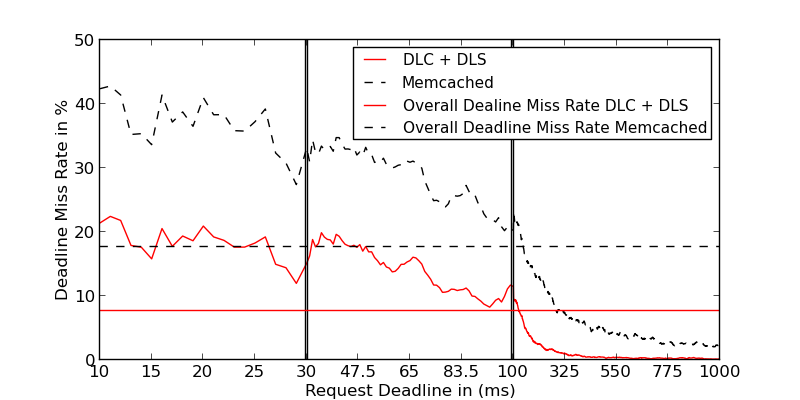 50
40
30
20
10
0
Deadline Miss Rate in %
DLC + DLS
Memcached
Overall Dealine Miss Rate DLC + DLS
Overall Deadline Miss Rate Memcached
10 15 20 25 30 47.5 65 83.5 100 325 550 775 1000
Request Deadline in (ms)